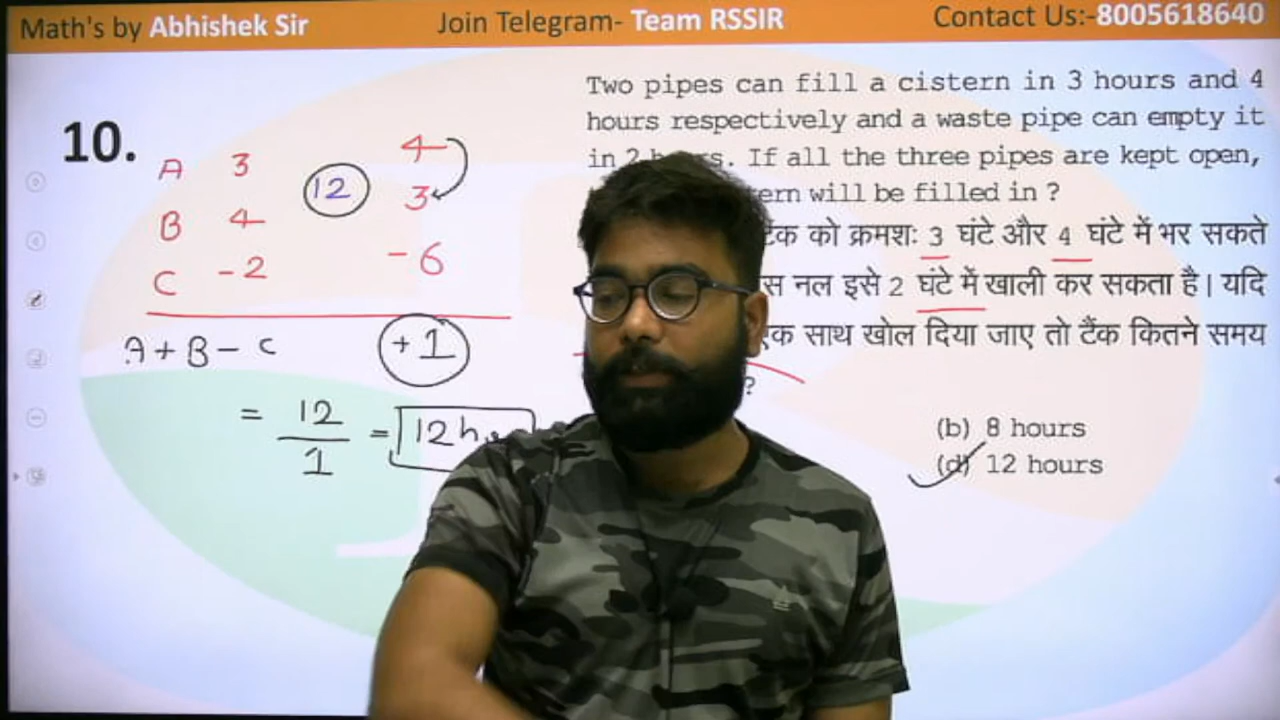 Math's by Abhishek Sir
Join Telegram- Team RSSIR
Contact Us:-8005618640
10.
Two pipes can fill a cistern in 3 hours and 4
hours respectively and a waste pipe can empty it
in 2 If all the three pipes are kept open,
will be filled in ?
को क्रमशः 3 घंटे और 4 घंटे में भर सकते
नल इसे 2 घंटे में खाली कर सकता है। यदि
साथ खोल दिया जाए तो टैंक कितने समय
?
(b) 8 hours
(d) 12 hours
A 3 12 4
B 4 3
C -2 -6
A+B-C +1
= 12/1 = 12h